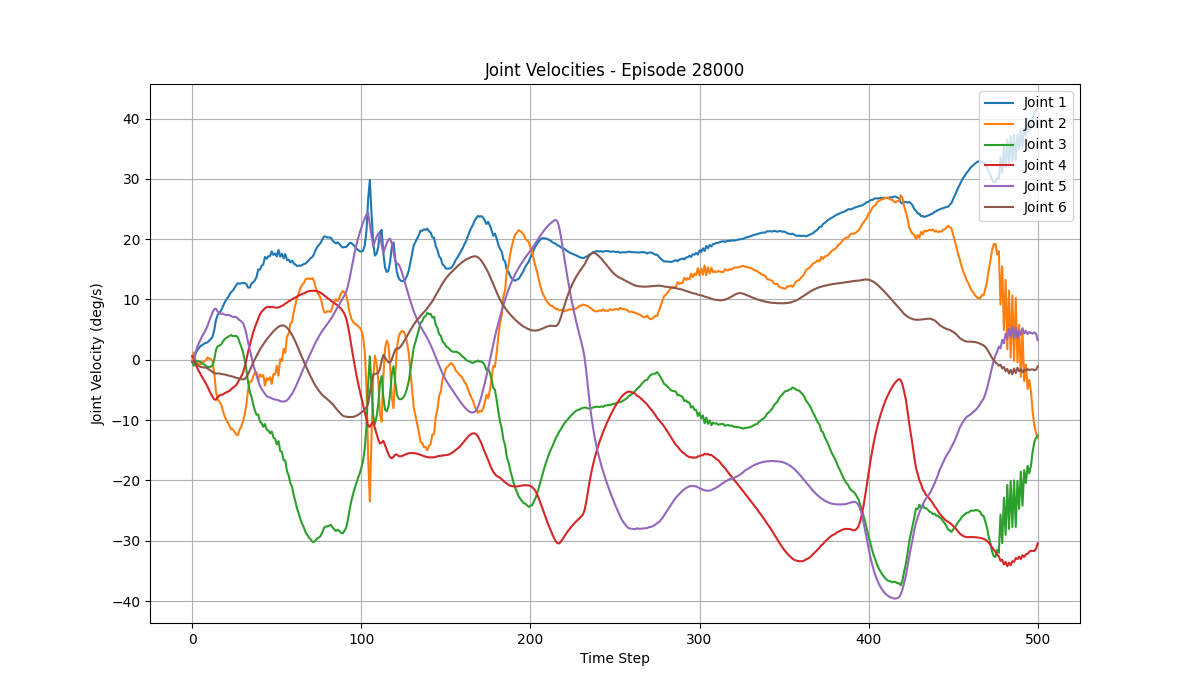 Joint Velocities - Episode 28000
Joint Velocity (deg/s)
40
30
20
10
0
−10
−20
−30
−40
Joint 1
Joint 2
Joint 3
Joint 4
Joint 5
Joint 6
0 100 200 300 400 500
Time Step